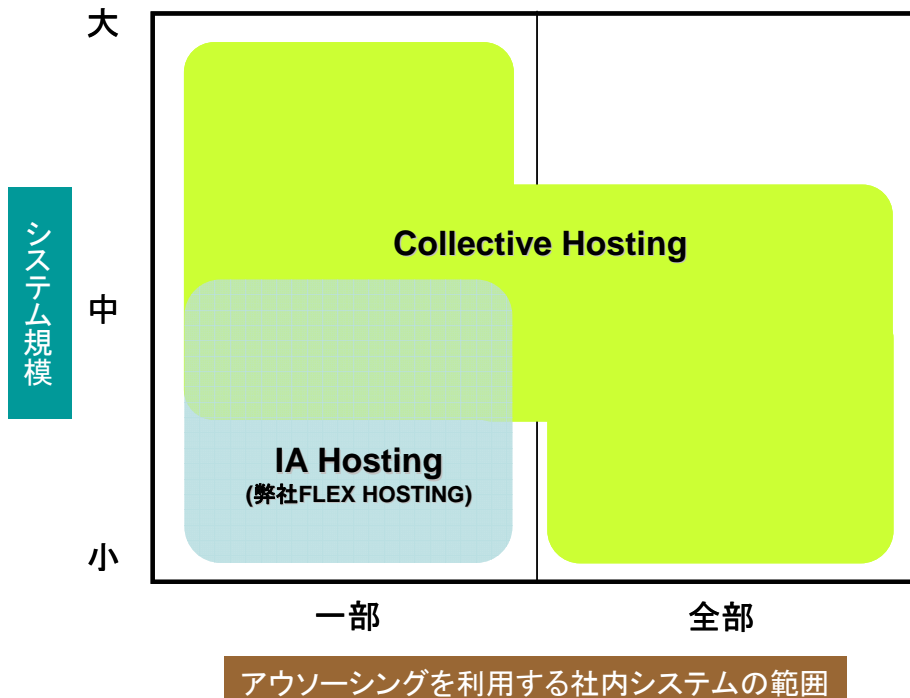 大
システム規模
Collective Hosting
中
IA Hosting
(弊社FLEX HOSTING)
小
一部
全部
アウソーシングを利用する社内システムの範囲